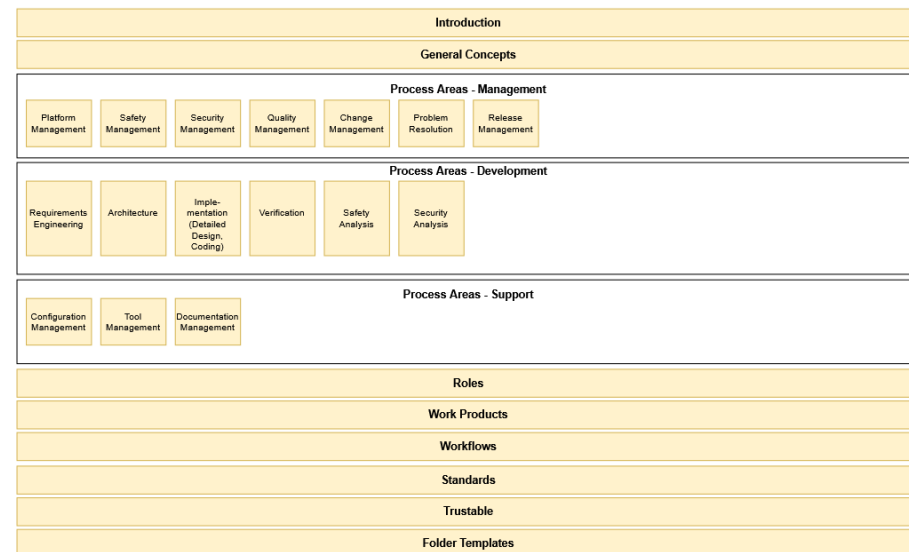 Introduction
General Concepts
Process Areas - Management
Platform
Management
Safety
Management
Security
Management
Quality
Management
Change
Management
Problem
Resolution
Release
Management
Process Areas - Development
Requirements
Engineering
Architecture
Imple-
mentation
(Detailed
Design,
Coding)
Verification
Safety
Analysis
Security
Analysis
Process Areas - Support
Configuration
Management
Tool
Management
Documentation
Management
Roles
Work Products
Workflows
Standards
Trustable
Folder Templates